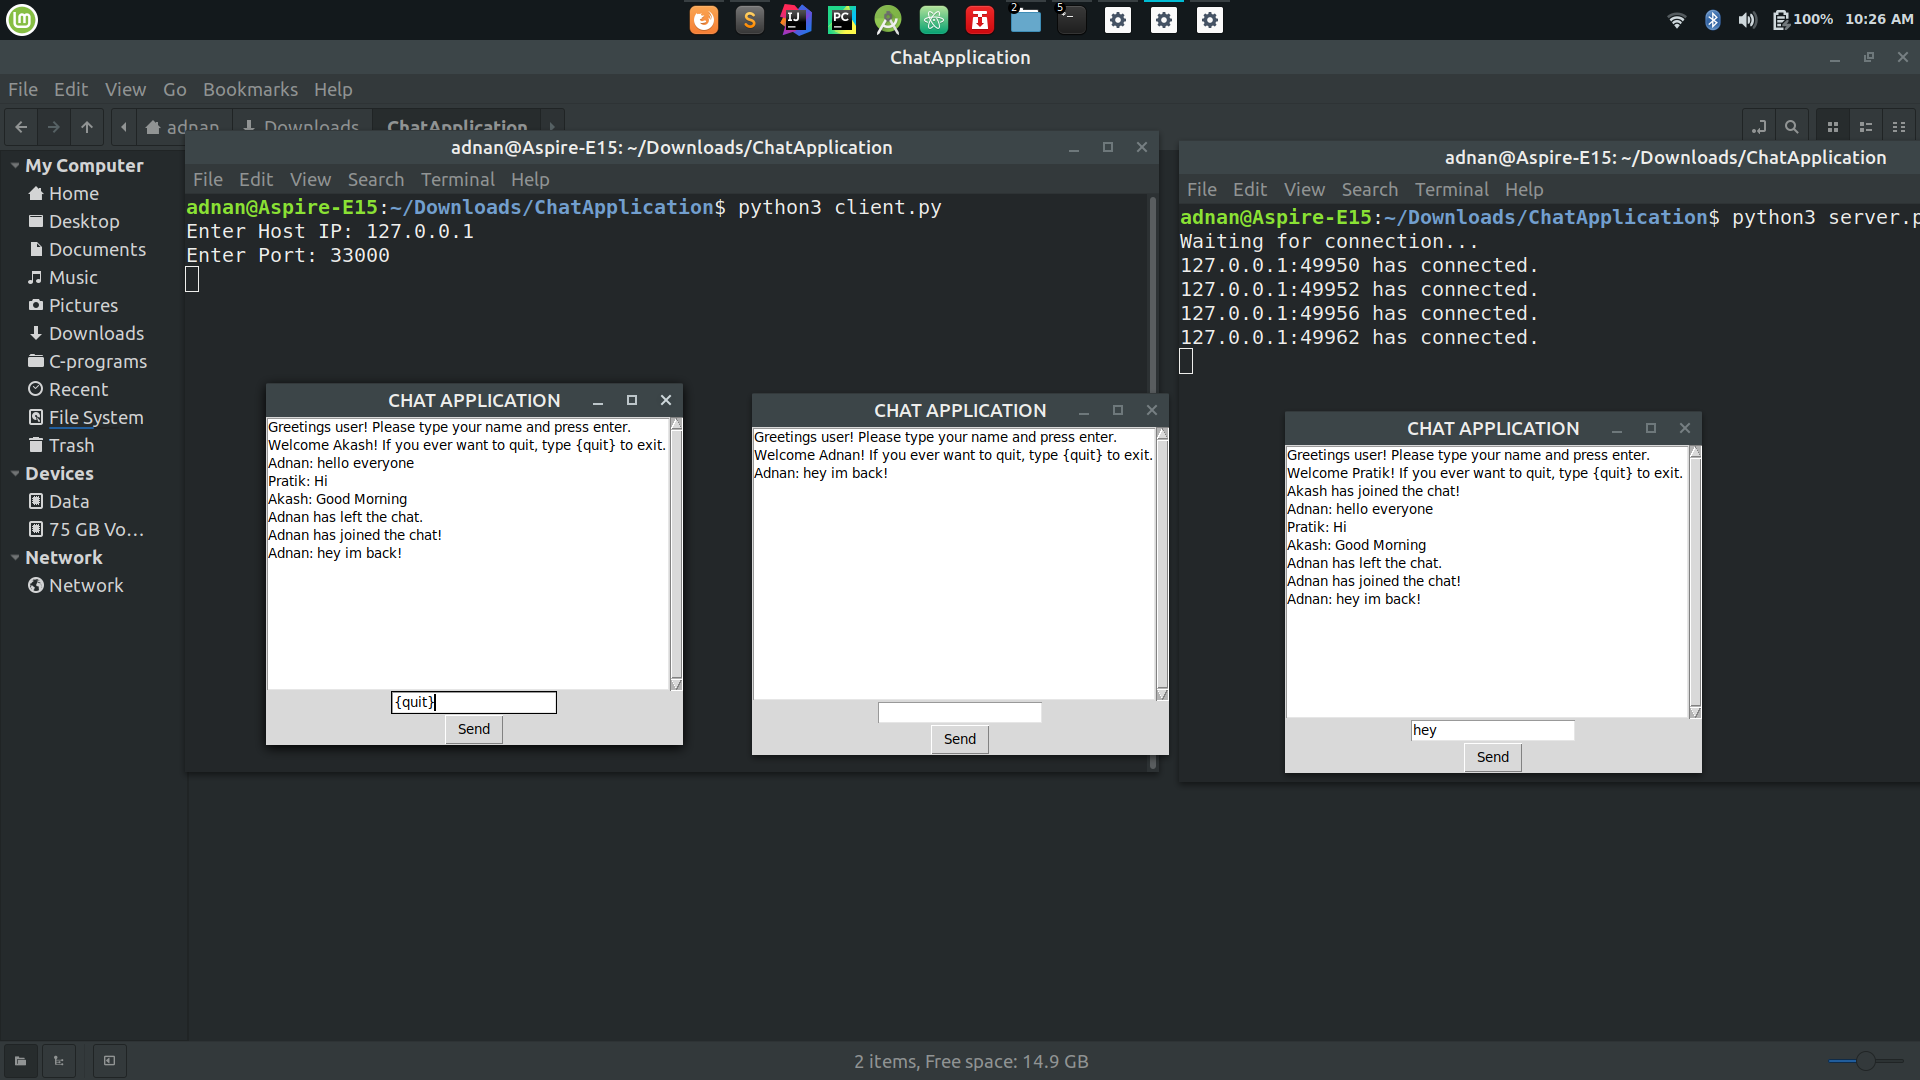 S
IJ
PC
2
5
100%
10:26 AM
ChatApplication
File Edit View Go Bookmarks Help
adnan Downloads ChatApplication
My Computer
Home
Desktop
Documents
Music
Pictures
Downloads
C-programs
Recent
File System
Trash
Devices
Data
75 GB Vo...
Network
Network
adnan@Aspire-E15: ~/Downloads/ChatApplication
File Edit View Search Terminal Help
adnan@Aspire-E15:~/Downloads/ChatApplication$ python3 client.py
Enter Host IP: 127.0.0.1
Enter Port: 33000
adnan@Aspire-E15: ~/Downloads/ChatApplication
File Edit View Search Terminal Help
adnan@Aspire-E15:~/Downloads/ChatApplication$ python3 server.p
Waiting for connection...
127.0.0.1:49950 has connected.
127.0.0.1:49952 has connected.
127.0.0.1:49956 has connected.
127.0.0.1:49962 has connected.
CHAT APPLICATION
Greetings user! Please type your name and press enter.
Welcome Akash! If you ever want to quit, type {quit} to exit.
Adnan: hello everyone
Pratik: Hi
Akash: Good Morning
Adnan has left the chat.
Adnan has joined the chat!
Adnan: hey im back!
{quit}
Send
CHAT APPLICATION
Greetings user! Please type your name and press enter.
Welcome Adnan! If you ever want to quit, type {quit} to exit.
Adnan: hey im back!
Send
CHAT APPLICATION
Greetings user! Please type your name and press enter.
Welcome Pratik! If you ever want to quit, type {quit} to exit.
Akash has joined the chat!
Adnan: hello everyone
Pratik: Hi
Akash: Good Morning
Adnan has left the chat.
Adnan has joined the chat!
Adnan: hey im back!
hey
Send
2 items, Free space: 14.9 GB